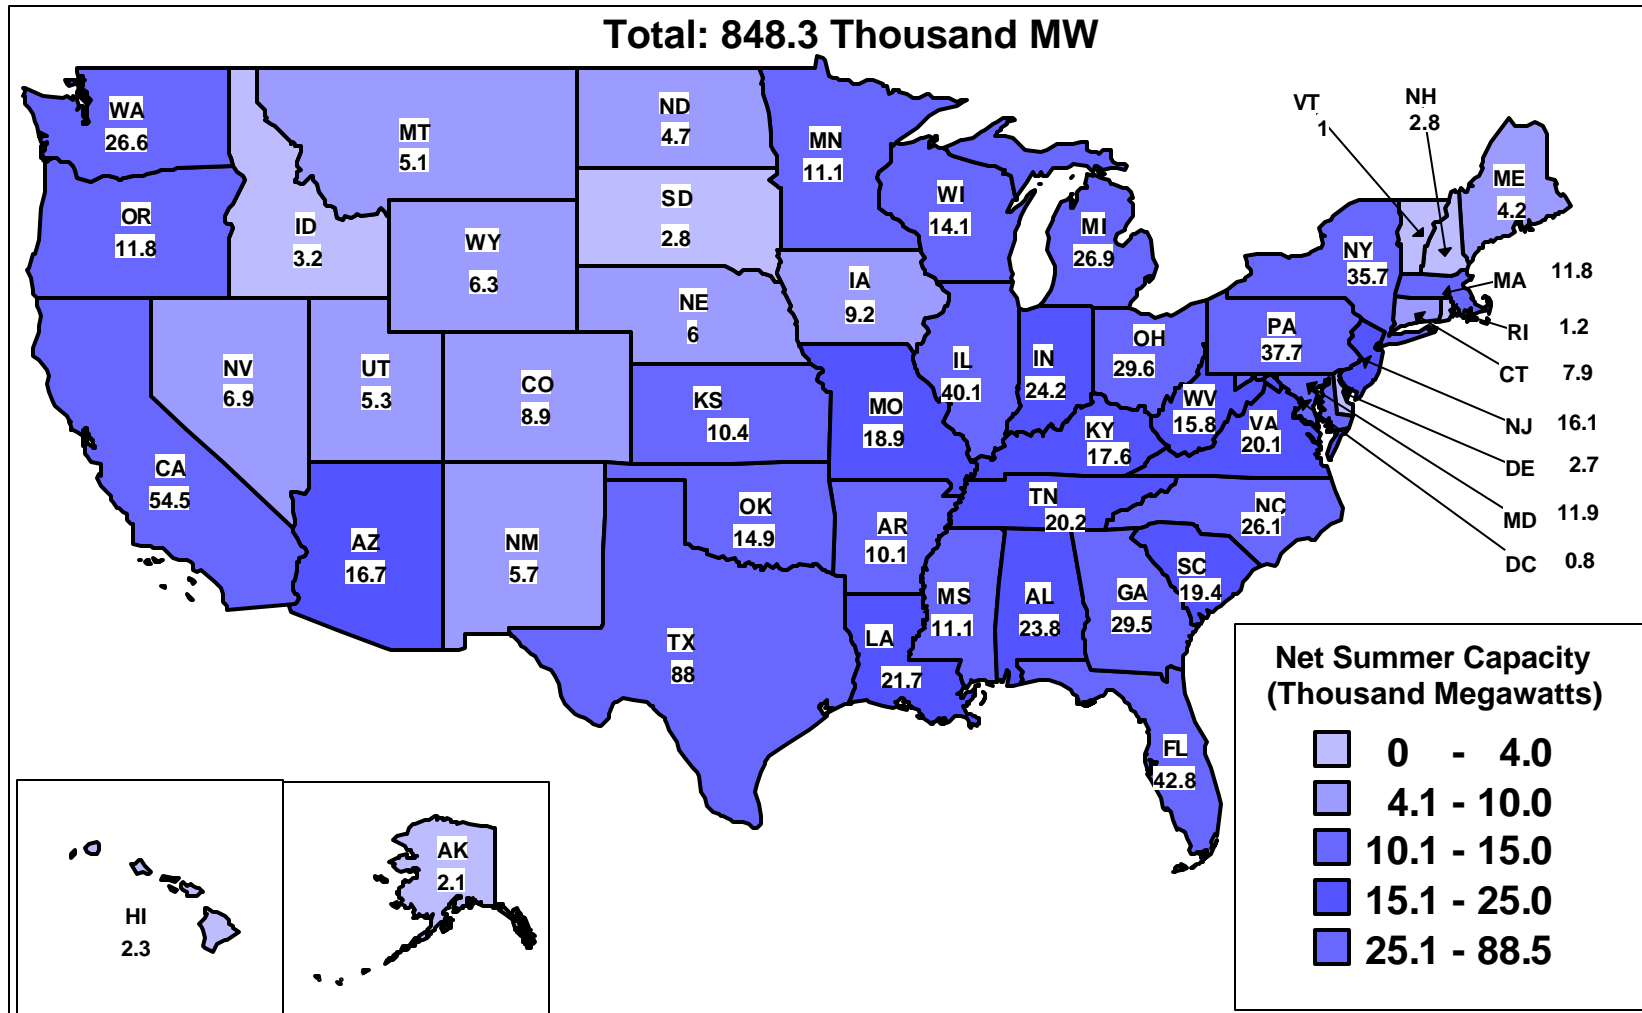 Total: 848.3 Thousand MW
WA
26.6
MT
5.1
ND
4.7
MN
11.1
VT
1
NH
2.8
ME
4.2
OR
11.8
ID
3.2
WY
6.3
SD
2.8
WI
14.1
MI
26.9
NY
35.7
MA 11.8
RI 1.2
CT 7.9
NJ 16.1
DE 2.7
MD 11.9
DC 0.8
NV
6.9
UT
5.3
CO
8.9
NE
6
IA
9.2
IL
40.1
IN
24.2
OH
29.6
PA
37.7
CA
54.5
KS
10.4
MO
18.9
KY
17.6
WV
15.8
VA
20.1
AZ
16.7
NM
5.7
OK
14.9
AR
10.1
TN
20.2
NC
26.1
SC
19.4
TX
88
LA
21.7
MS
11.1
AL
23.8
GA
29.5
FL
42.8
HI
2.3
AK
2.1
Net Summer Capacity
(Thousand Megawatts)
0 - 4.0
4.1 - 10.0
10.1 - 15.0
15.1 - 25.0
25.1 - 88.5